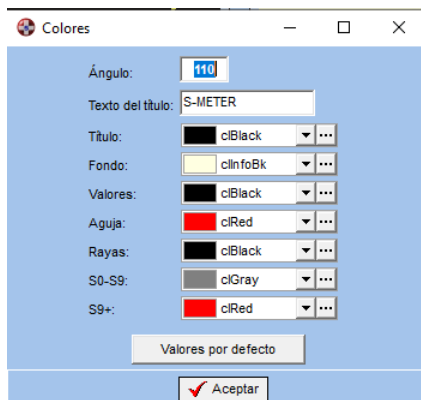 Colores
Ángulo: 110
Texto del título: S-METER
Título: clBlack
Fondo: clInfoBk
Valores: clBlack
Aguja: clRed
Rayas: clBlack
S0-S9: clGray
S9+: clRed
Valores por defecto
Aceptar